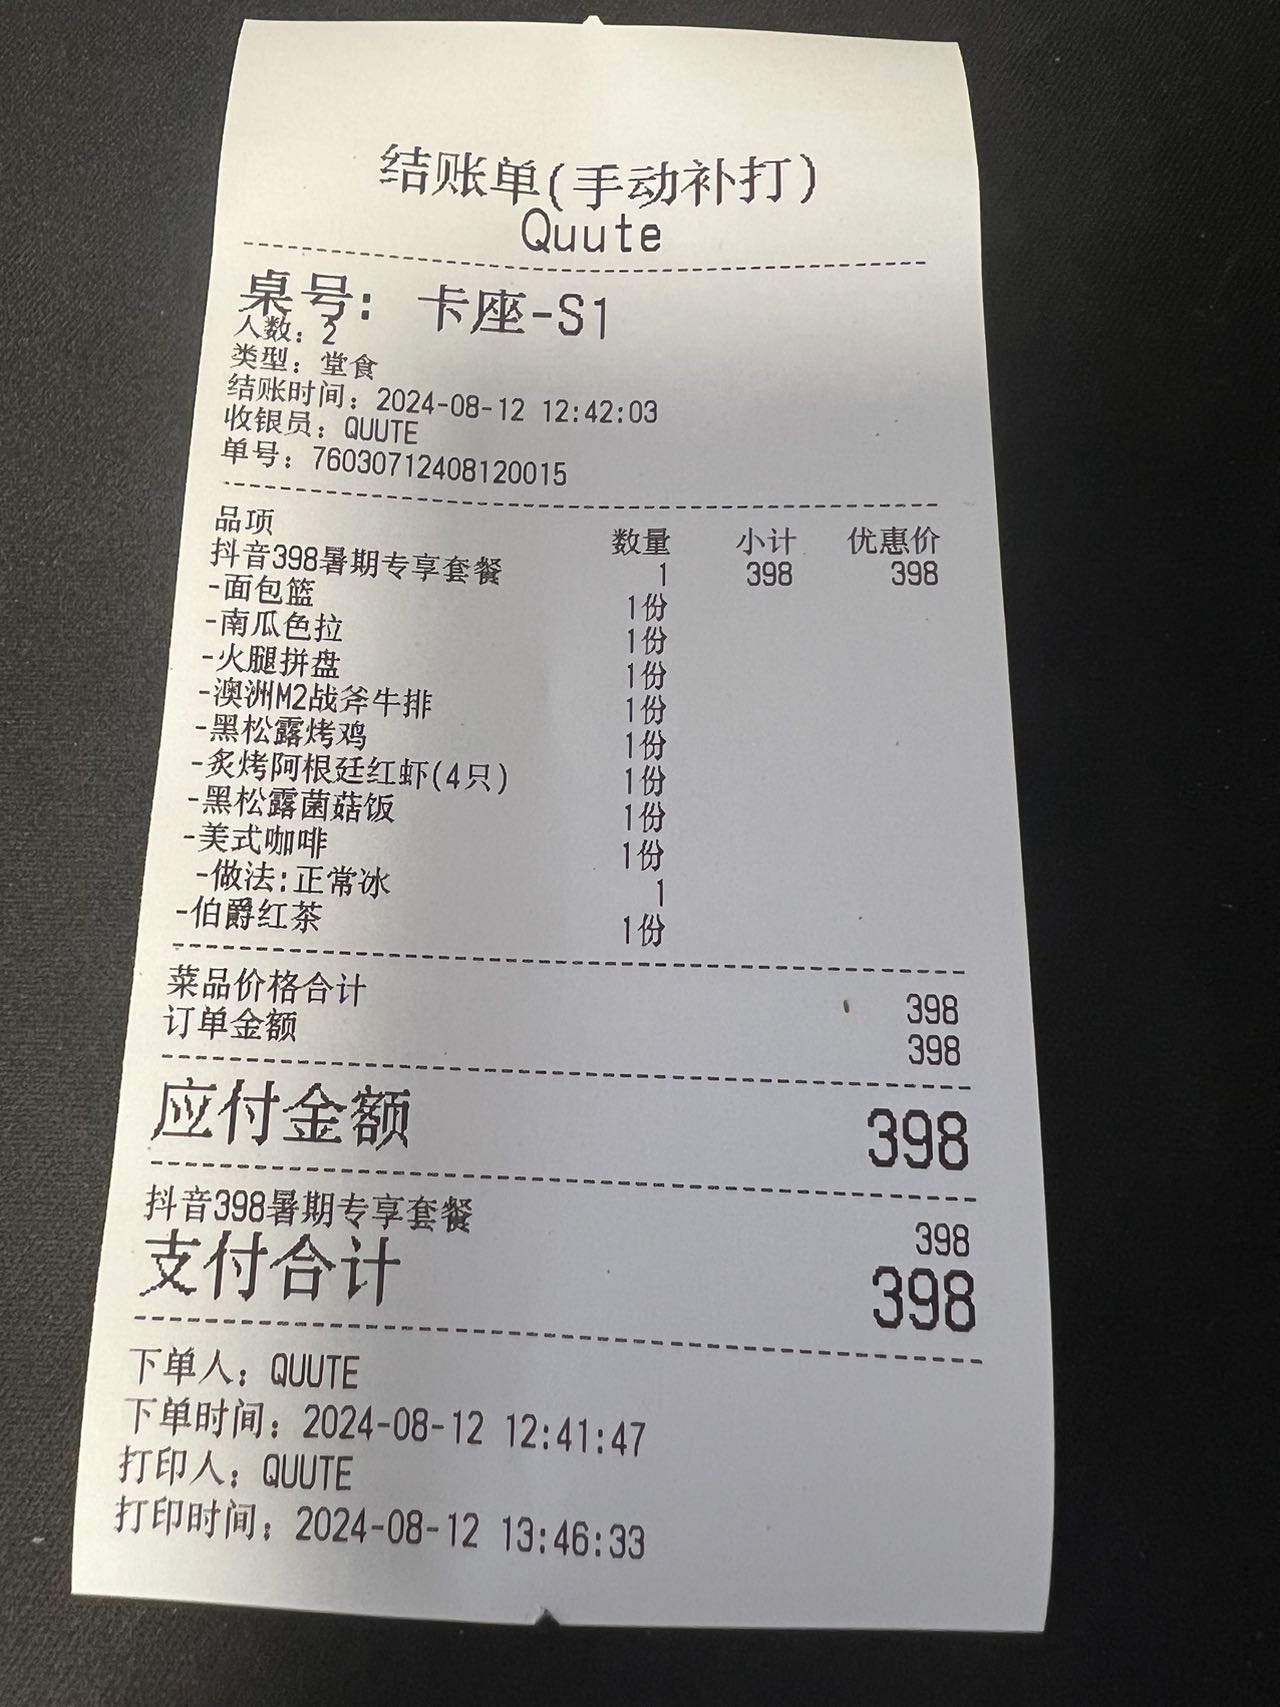 结账单(手动补打)
Quute
桌号: 卡座-S1
人数: 2
类型: 堂食
结账时间: 2024-08-12 12:42:03
收银员: QUUTE
单号: 76030712408120015
品项 数量 小计 优惠价
抖音398暑期专享套餐 1 398 398
-面包篮 1份
-南瓜色拉 1份
-火腿拼盘 1份
-澳洲M2战斧牛排 1份
-黑松露烤鸡 1份
-炙烤阿根廷红虾(4只) 1份
-黑松露菌菇饭 1份
-美式咖啡 1份
-做法:正常冰 1
-伯爵红茶 1份
菜品价格合计 398
订单金额 398
应付金额 398
抖音398暑期专享套餐 398
支付合计 398
下单人: QUUTE
下单时间: 2024-08-12 12:41:47
打印人: QUUTE
打印时间: 2024-08-12 13:46:33